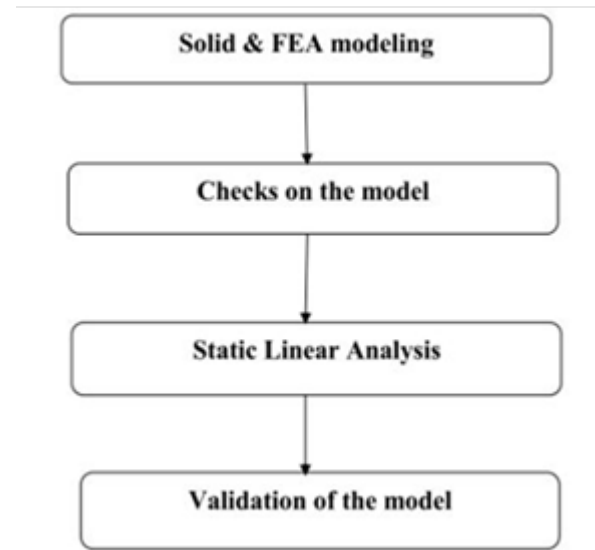 Solid & FEA modeling
Checks on the model
Static Linear Analysis
Validation of the model